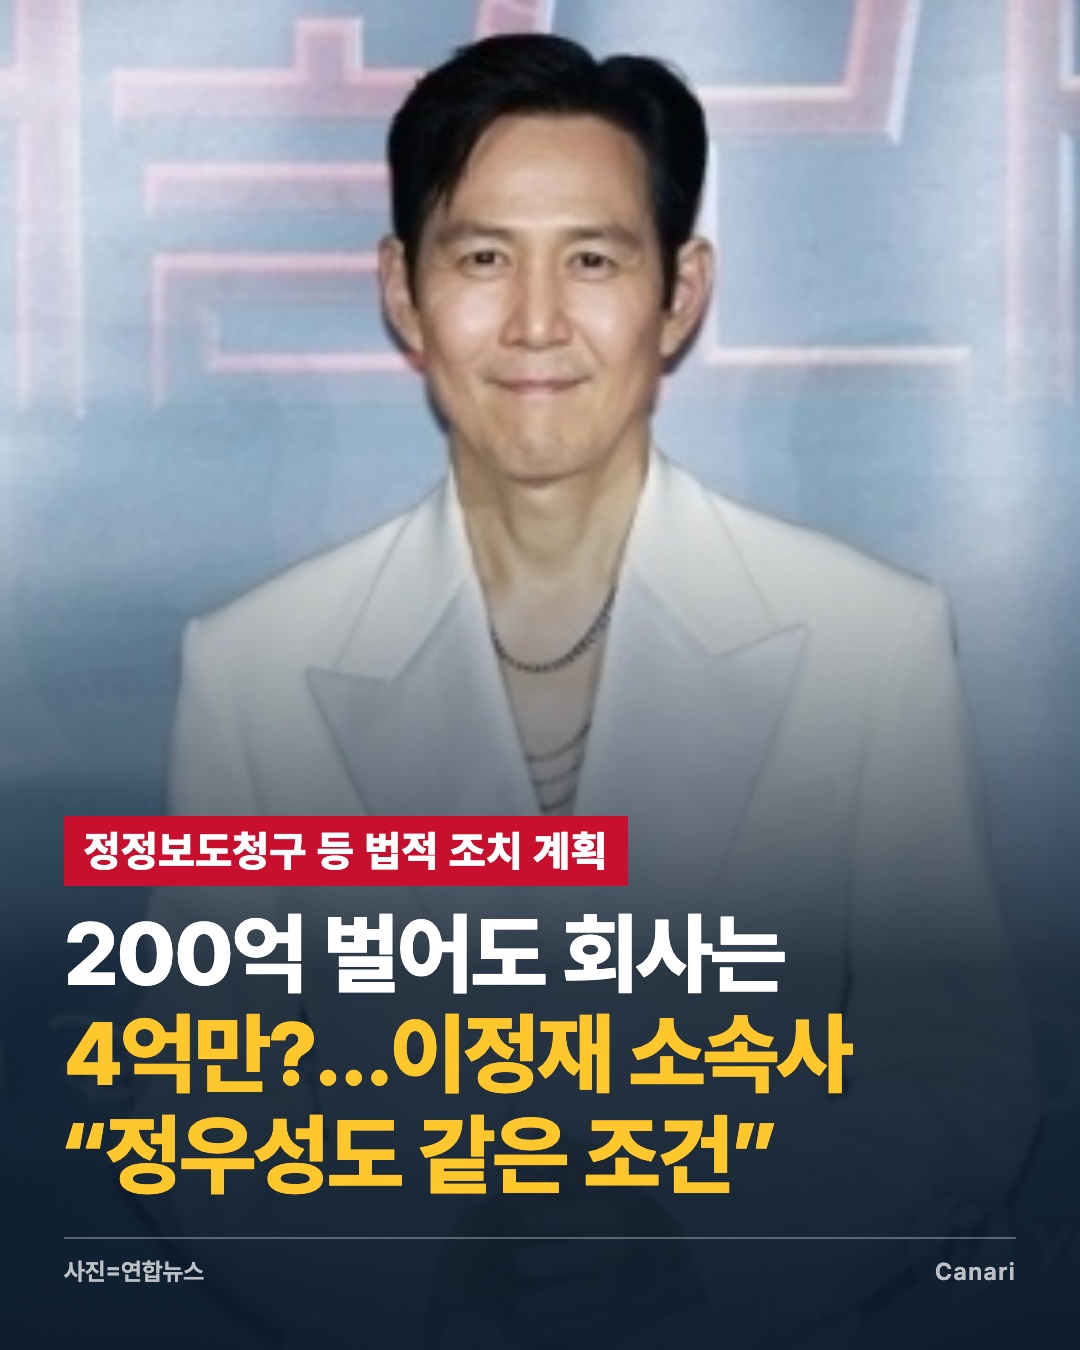 정정보도청구 등 법적 조치 계획
200억 벌어도 회사는
4억만?...이정재 소속사
“정우성도 같은 조건”
사진=연합뉴스
Canari